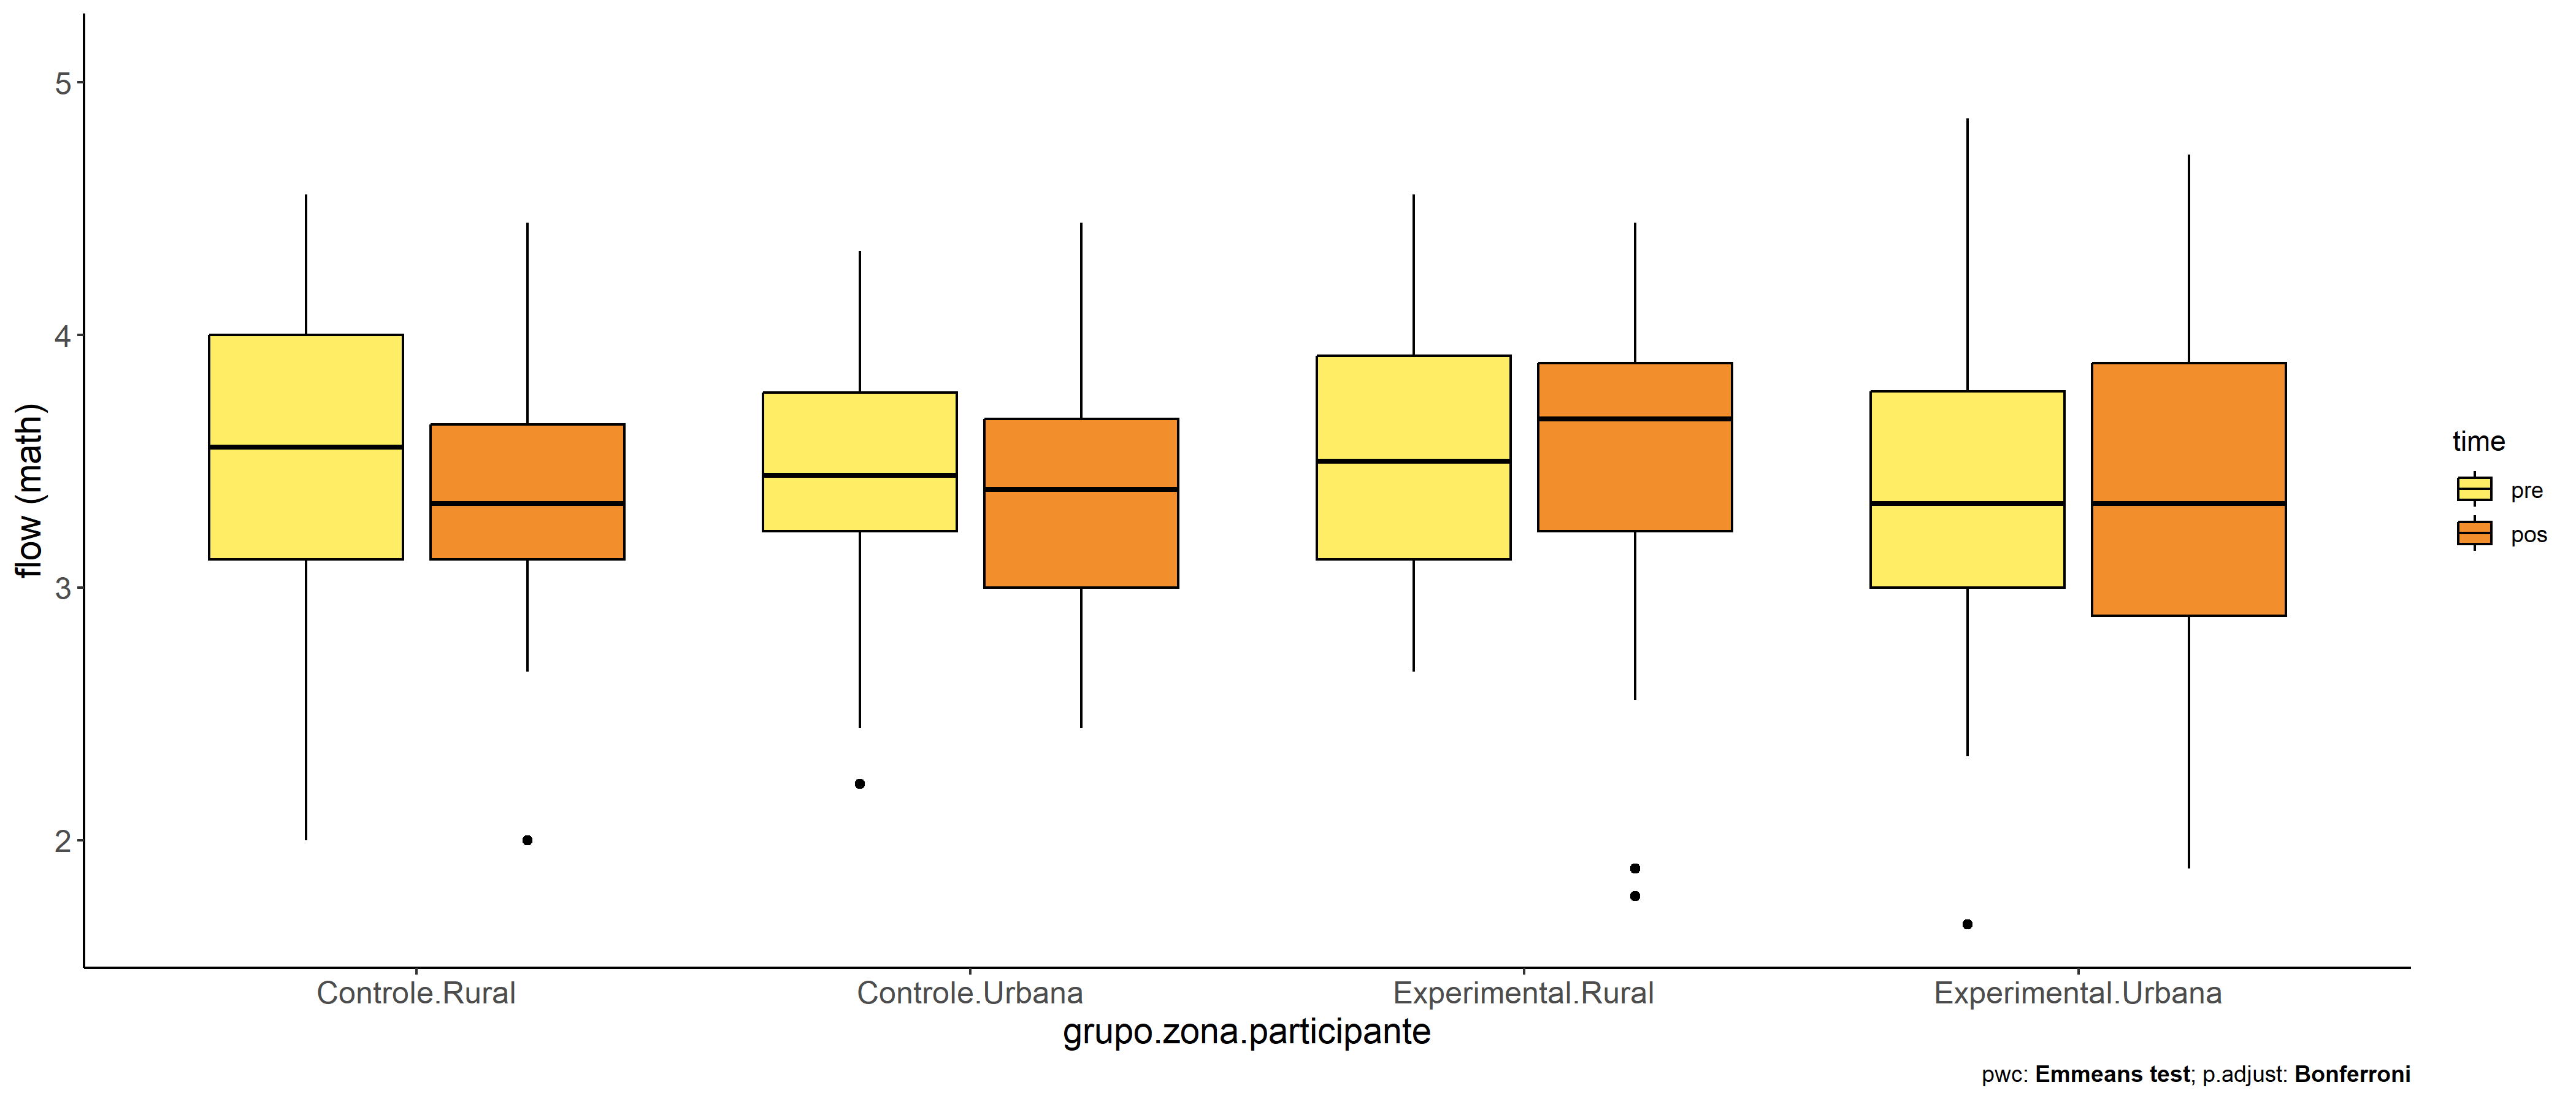 flow (math)
5
4
3
2
Controle.Rural
Controle.Urbana
Experimental.Rural
Experimental.Urbana
grupo.zona.participante
time
pre
pos
pwc: Emmeans test; p.adjust: Bonferroni